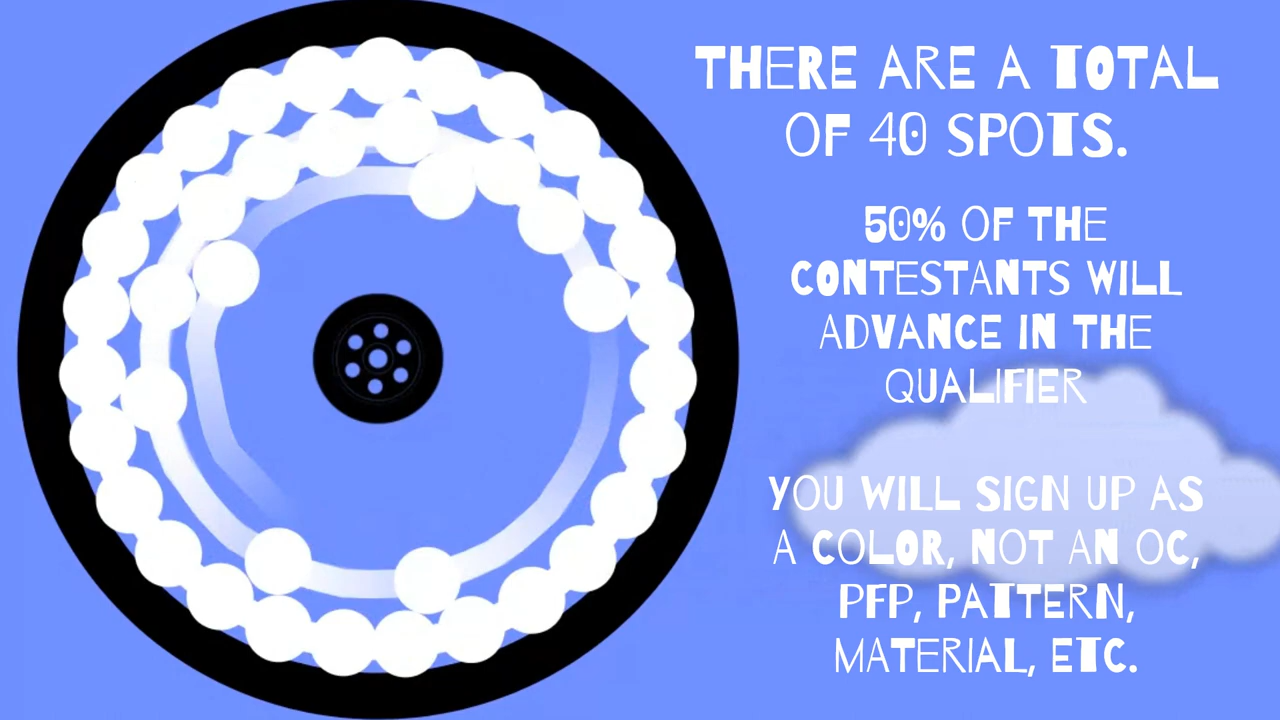 THERE ARE A TOTAL
OF 40 SPOTS.
50% OF THE
CONTESTANTS WILL
ADVANCE IN THE
QUALIFIER
YOU WILL SIGN UP AS
A COLOR, NOT AN OC,
PFP, PATTERN,
MATERIAL, ETC.